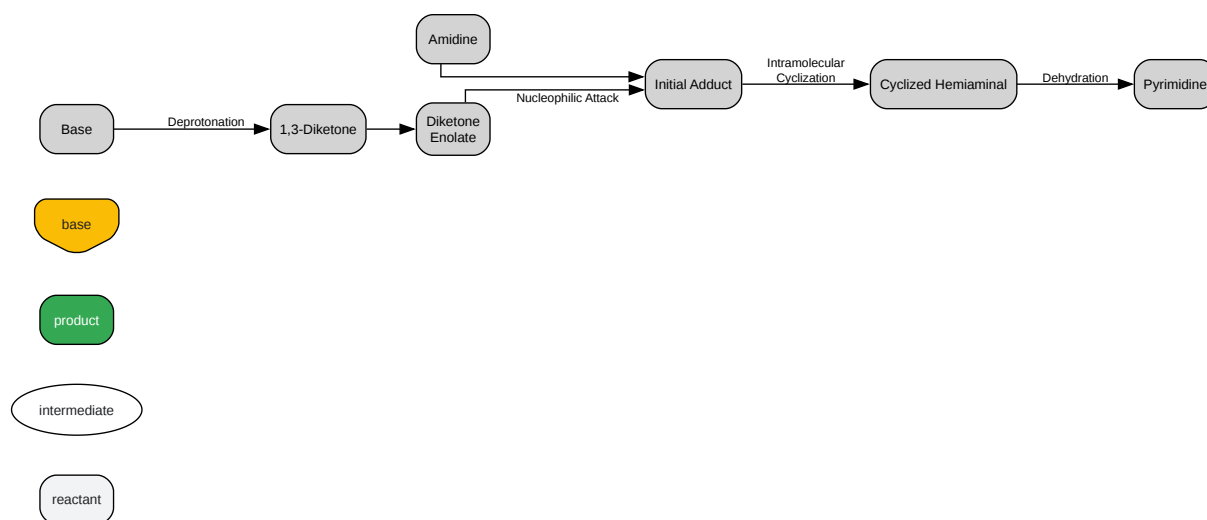 Amidine
Initial Adduct
Intramolecular
Cyclization
Cyclized Hemiaminal
Dehydration
Pyrimidine
Nucleophilic Attack
Base
Deprotonation
1,3-Diketone
Diketone
Enolate
base
product
intermediate
reactant